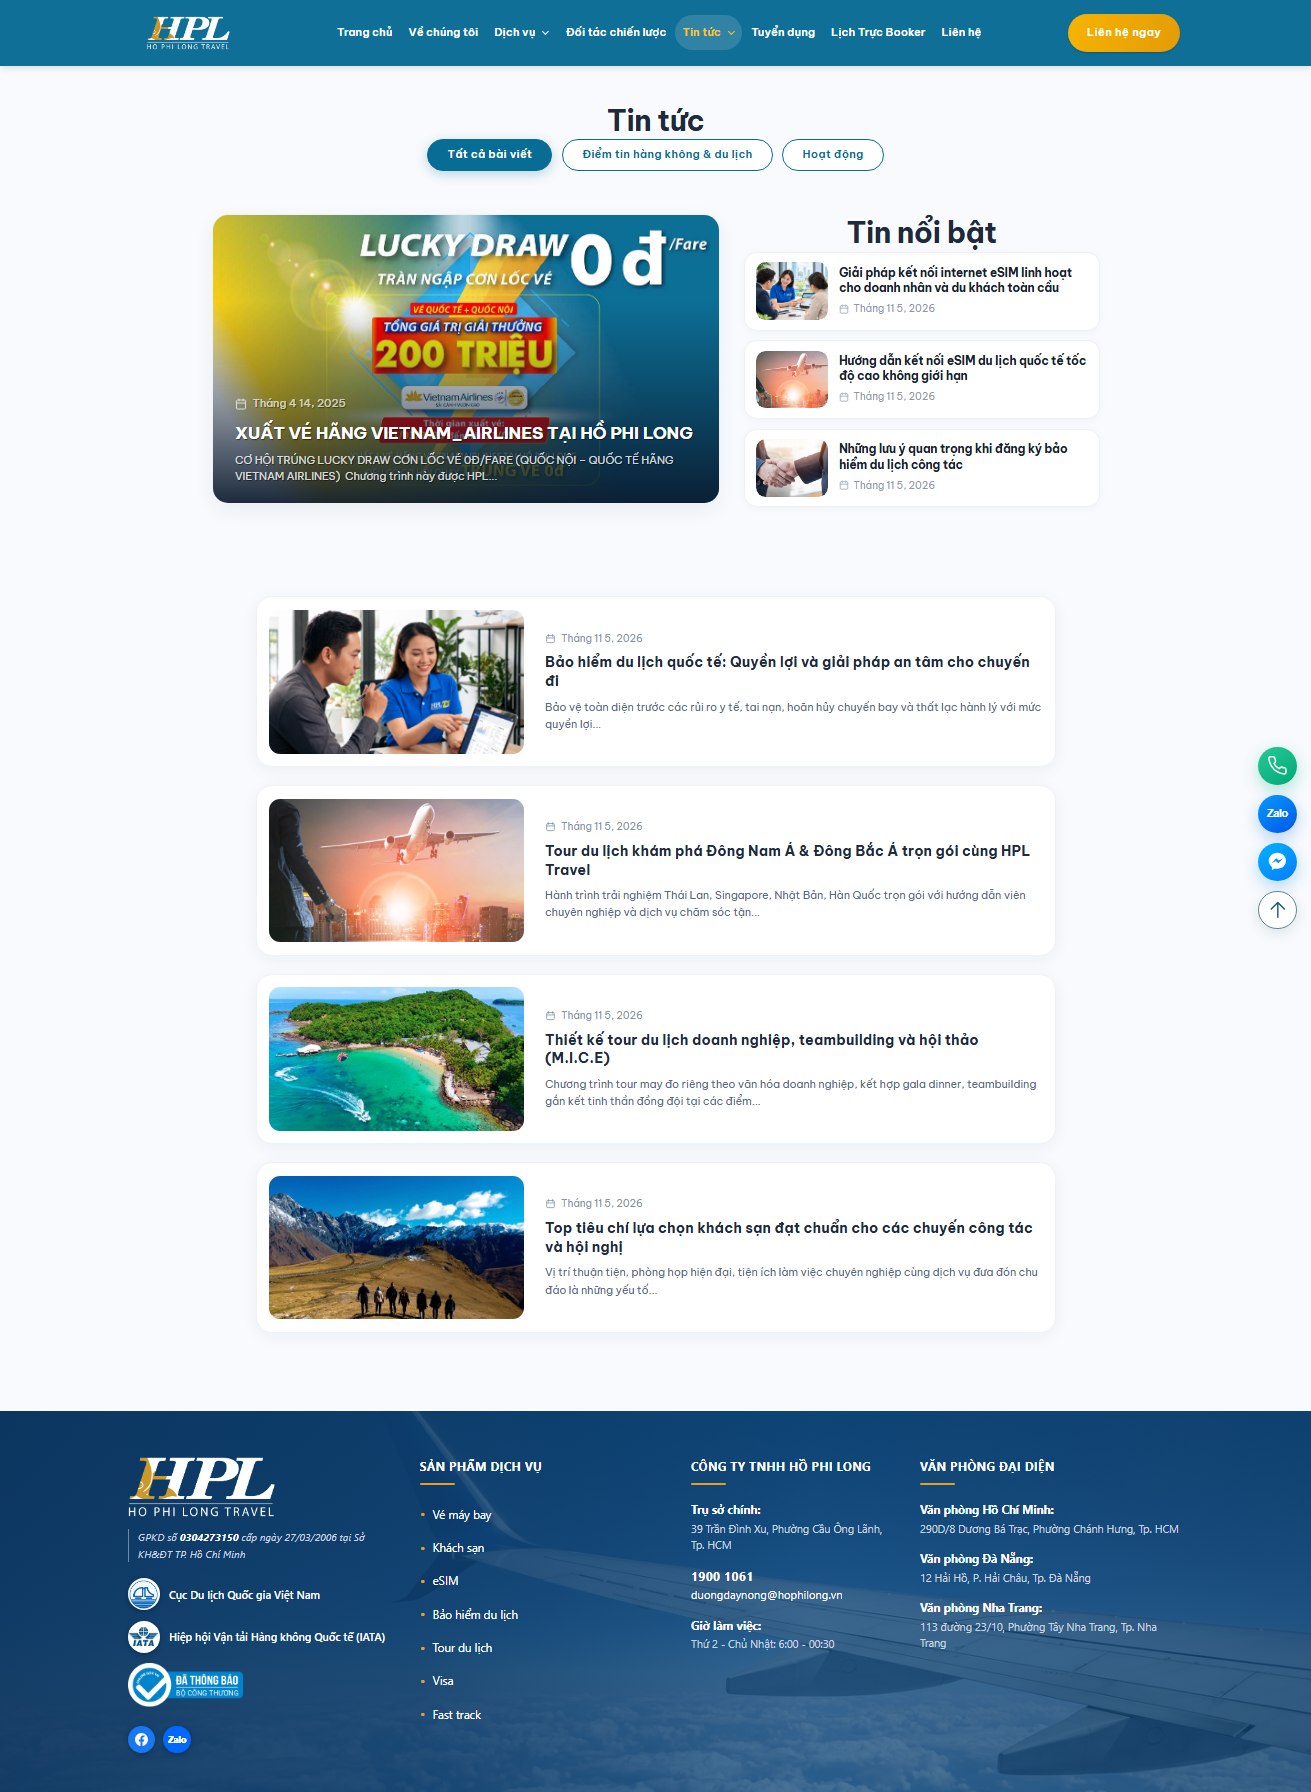 HPL
HO PHI LONG TRAVEL
Trang chủ
Về chúng tôi
Dịch vụ
Đối tác chiến lược
Tin tức
Tuyển dụng
Lịch Trực Booker
Liên hệ
Liên hệ ngay
Tin tức
Tất cả bài viết
Điểm tin hàng không & du lịch
Hoạt động
LUCKY DRAW 0đ/Fare
TRÀN NGẬP CƠN LỐC VÉ
VÉ QUỐC TẾ + QUỐC NỘI
TỔNG GIÁ TRỊ GIẢI THƯỞNG
200 TRIỆU
Vietnam Airlines
Thời gian xuất vé:
TRÚNG VÉ 0đ
Tháng 4 14, 2025
XUẤT VÉ HÃNG VIETNAM_AIRLINES TẠI HỒ PHI LONG
CƠ HỘI TRÚNG LUCKY DRAW CƠN LỐC VÉ 0Đ/FARE (QUỐC NỘI – QUỐC TẾ HÃNG
VIETNAM AIRLINES) Chương trình này được HPL...
Tin nổi bật
Giải pháp kết nối internet eSIM linh hoạt
cho doanh nhân và du khách toàn cầu
Tháng 11 5, 2026
Hướng dẫn kết nối eSIM du lịch quốc tế tốc
độ cao không giới hạn
Tháng 11 5, 2026
Những lưu ý quan trọng khi đăng ký bảo
hiểm du lịch công tác
Tháng 11 5, 2026
Tháng 11 5, 2026
Bảo hiểm du lịch quốc tế: Quyền lợi và giải pháp an tâm cho chuyến
đi
Bảo vệ toàn diện trước các rủi ro y tế, tai nạn, hoãn hủy chuyến bay và thất lạc hành lý với mức
quyền lợi...
Tháng 11 5, 2026
Tour du lịch khám phá Đông Nam Á & Đông Bắc Á trọn gói cùng HPL
Travel
Hành trình trải nghiệm Thái Lan, Singapore, Nhật Bản, Hàn Quốc trọn gói với hướng dẫn viên
chuyên nghiệp và dịch vụ chăm sóc tận...
Tháng 11 5, 2026
Thiết kế tour du lịch doanh nghiệp, teambuilding và hội thảo
(M.I.C.E)
Chương trình tour may đo riêng theo văn hóa doanh nghiệp, kết hợp gala dinner, teambuilding
gắn kết tinh thần đồng đội tại các điểm...
Tháng 11 5, 2026
Top tiêu chí lựa chọn khách sạn đạt chuẩn cho các chuyến công tác
và hội nghị
Vị trí thuận tiện, phòng họp hiện đại, tiện ích làm việc chuyên nghiệp cùng dịch vụ đưa đón chu
đáo là những yếu tố...
Zalo
HPL
HO PHI LONG TRAVEL
GPKD số 0304273150 cấp ngày 27/03/2006 tại Sở
KH&ĐT TP. Hồ Chí Minh
Cục Du lịch Quốc gia Việt Nam
IATA
Hiệp hội Vận tải Hàng không Quốc tế (IATA)
ĐÃ THÔNG BÁO
BỘ CÔNG THƯƠNG
Zalo
SẢN PHẨM DỊCH VỤ
Vé máy bay
Khách sạn
eSIM
Bảo hiểm du lịch
Tour du lịch
Visa
Fast track
CÔNG TY TNHH HỒ PHI LONG
Trụ sở chính:
39 Trần Đình Xu, Phường Cầu Ông Lãnh,
Tp. HCM
1900 1061
duongdaynong@hophilong.vn
Giờ làm việc:
Thứ 2 - Chủ Nhật: 6:00 - 00:30
VĂN PHÒNG ĐẠI DIỆN
Văn phòng Hồ Chí Minh:
290D/8 Dương Bá Trạc, Phường Chánh Hưng, Tp. HCM
Văn phòng Đà Nẵng:
12 Hải Hồ, P. Hải Châu, Tp. Đà Nẵng
Văn phòng Nha Trang:
113 đường 23/10, Phường Tây Nha Trang, Tp. Nha
Trang